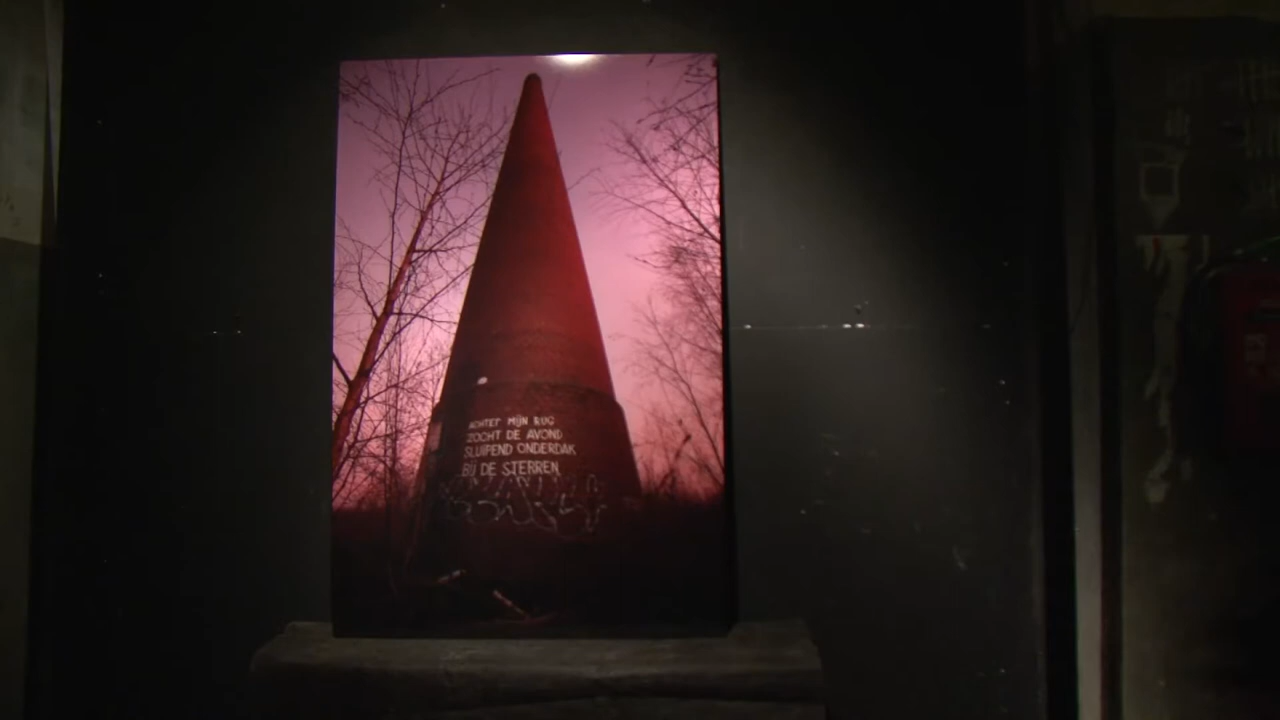 ACHTER MIJN RUG
ZOCHT DE AVOND
SLUIPEND ONDERDAK
BIJ DE STERREN